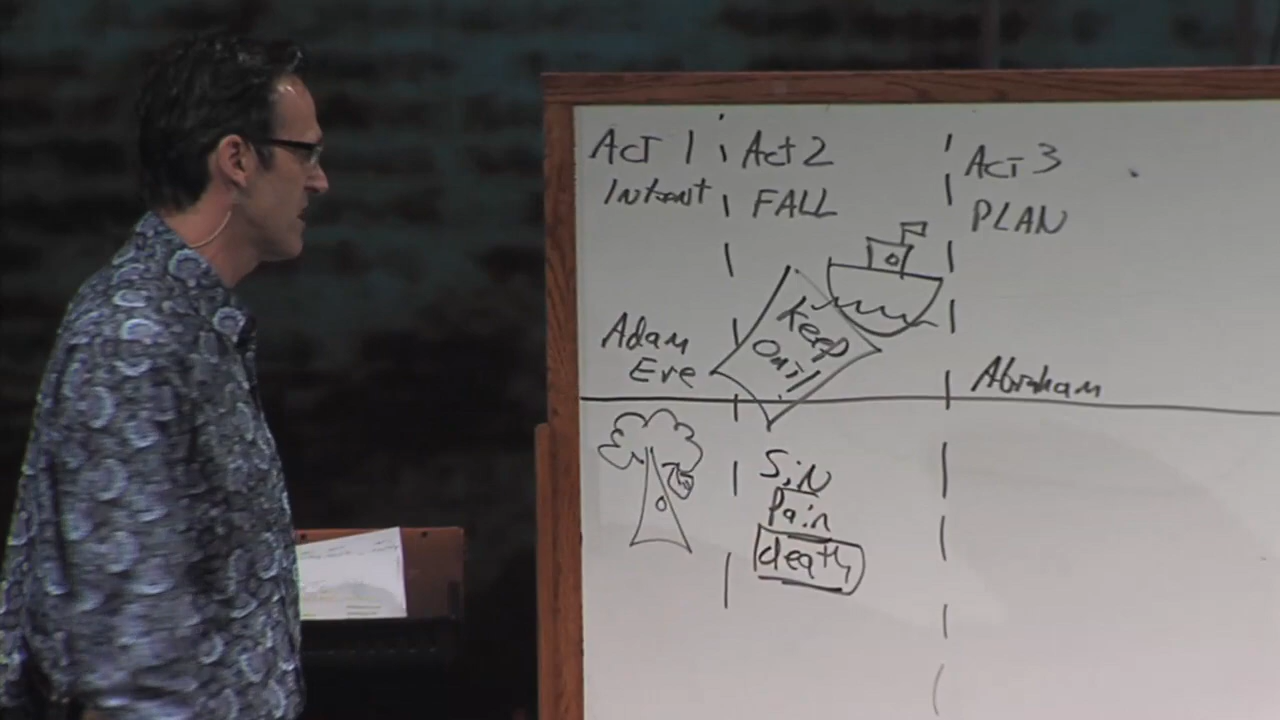 Act 1
Intent
Adam
Eve
Act 2
FALL
Keep
Out!
Sin
Pain
death
Act 3
PLAN
Abraham